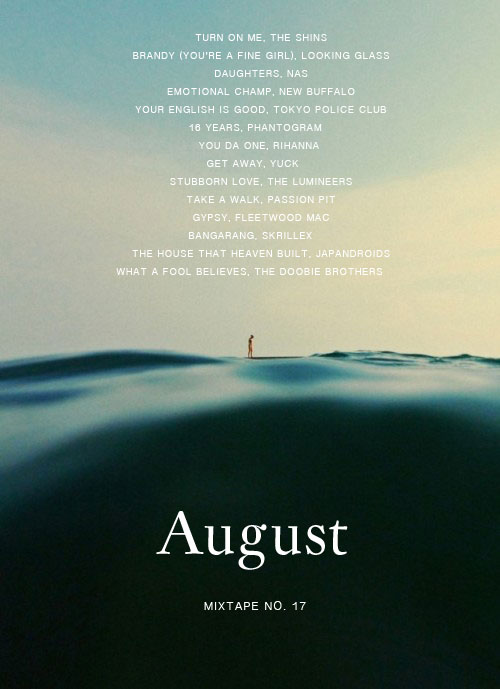 TURN ON ME, THE SHINS
BRANDY (YOU'RE A FINE GIRL), LOOKING GLASS
DAUGHTERS, NAS
EMOTIONAL CHAMP, NEW BUFFALO
YOUR ENGLISH IS GOOD, TOKYO POLICE CLUB
16 YEARS, PHANTOGRAM
YOU DA ONE, RIHANNA
GET AWAY, YUCK
STUBBORN LOVE, THE LUMINEERS
TAKE A WALK, PASSION PIT
GYPSY, FLEETWOOD MAC
BANGARANG, SKRILLEX
THE HOUSE THAT HEAVEN BUILT, JAPANDROIDS
WHAT A FOOL BELIEVES, THE DOOBIE BROTHERS
August
MIXTAPE NO. 17